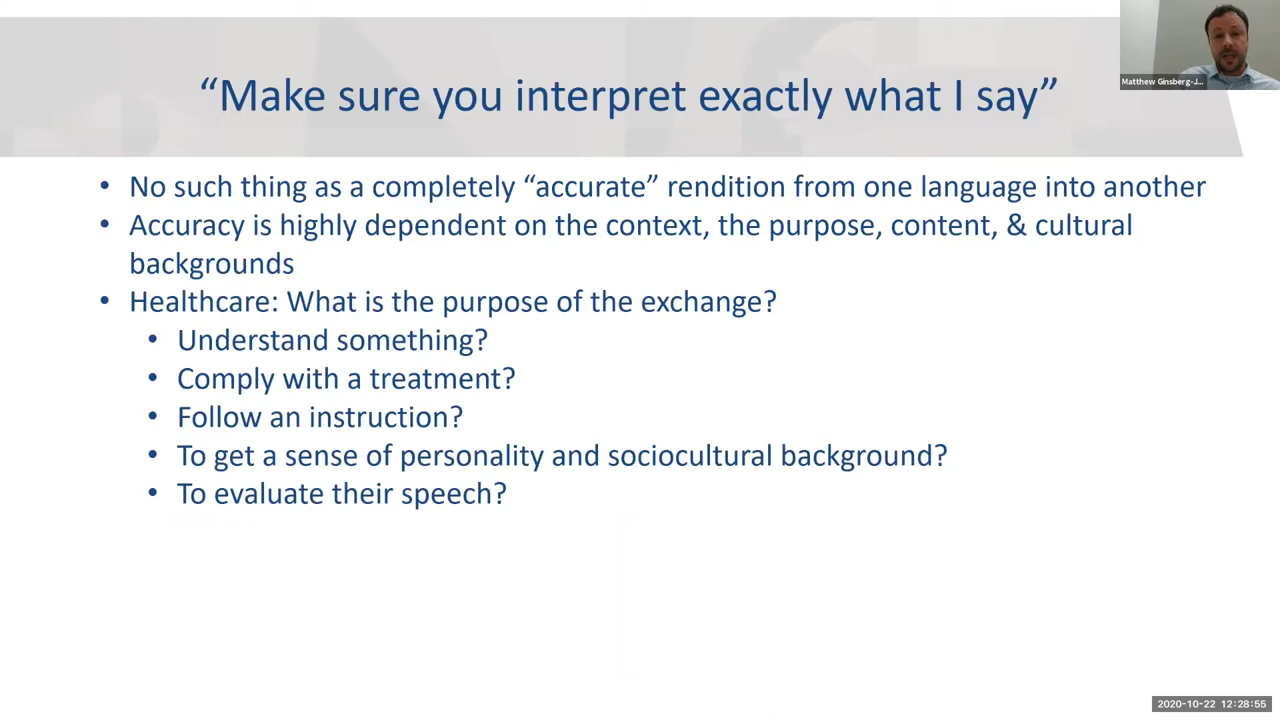 “Make sure you interpret exactly what I say”
Matthew Ginsberg-J...
• No such thing as a completely “accurate” rendition from one language into another
• Accuracy is highly dependent on the context, the purpose, content, & cultural
backgrounds
• Healthcare: What is the purpose of the exchange?
• Understand something?
• Comply with a treatment?
• Follow an instruction?
• To get a sense of personality and sociocultural background?
• To evaluate their speech?
2020-10-22 12:28:55